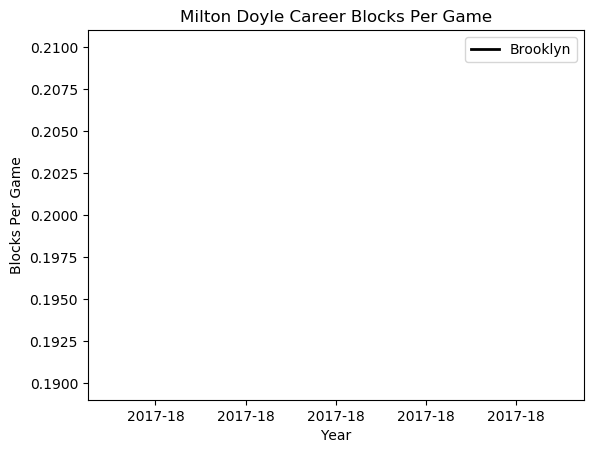 Milton Doyle Career Blocks Per Game
Brooklyn
0.2100
0.2075
0.2050
0.2025
0.2000
0.1975
0.1950
0.1925
0.1900
Blocks Per Game
2017-18 2017-18 2017-18 2017-18 2017-18
Year